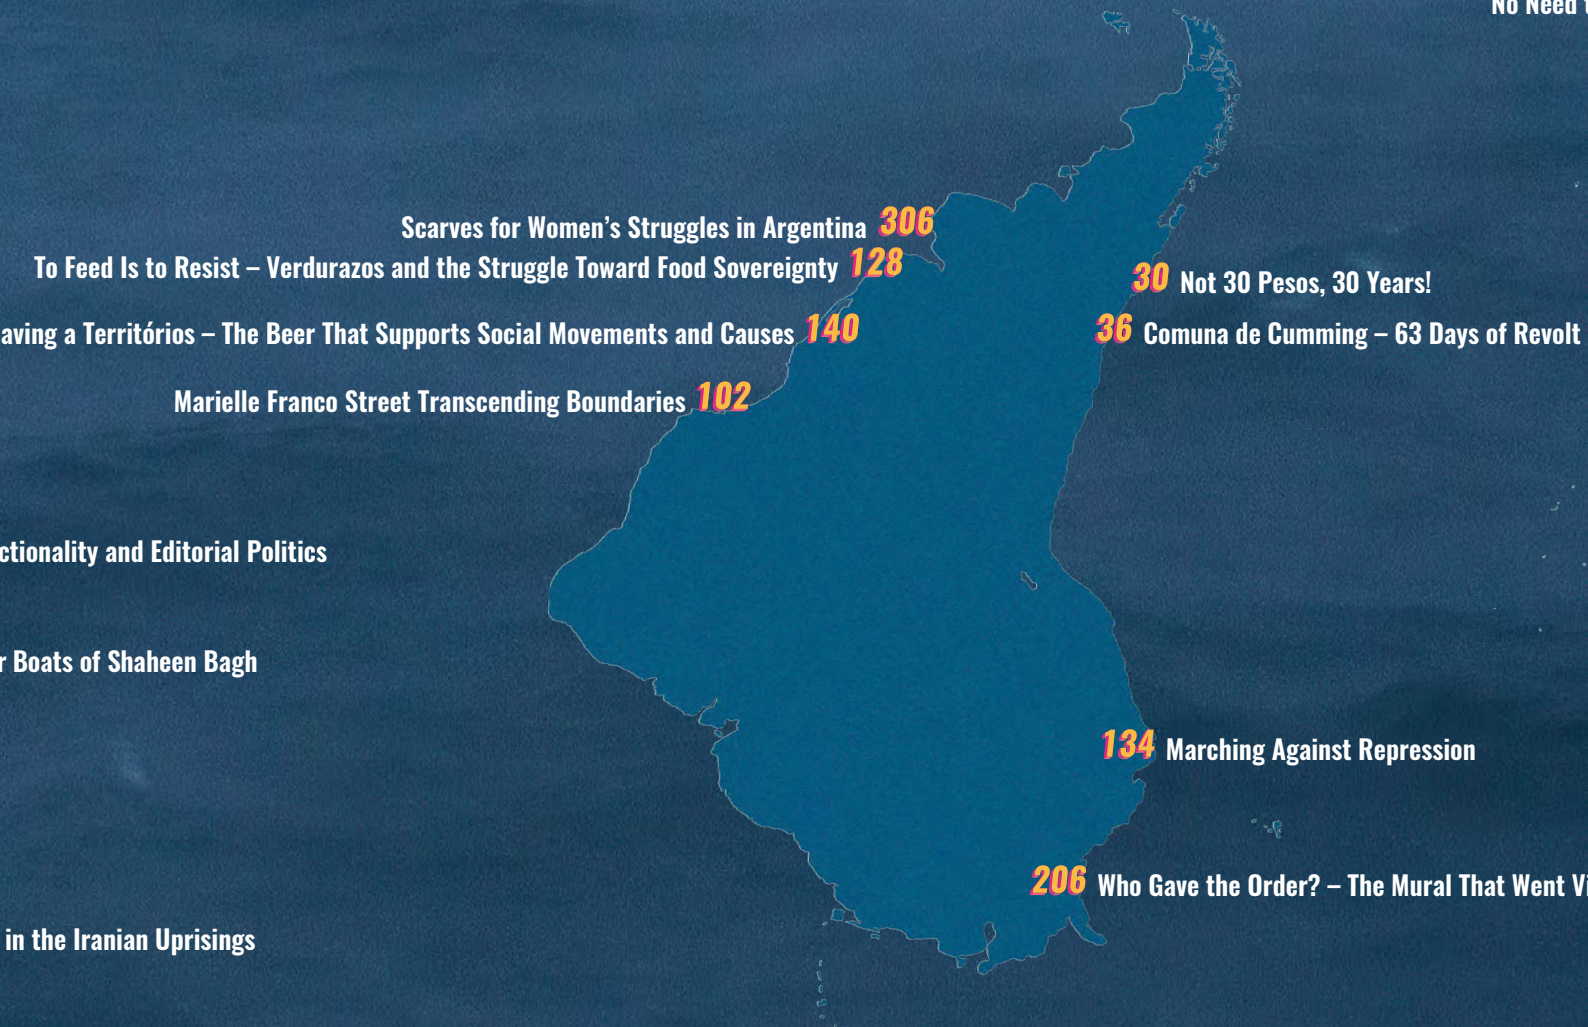 No Need
Scarves for Women's Struggles in Argentina 306
To Feed Is to Resist – Verdurazos and the Struggle Toward Food Sovereignty 128
30 Not 30 Pesos, 30 Years!
a Territórios – The Beer That Supports Social Movements and Causes 140
36 Comuna de Cumming – 63 Days of Revolt
Marielle Franco Street Transcending Boundaries 102
and Editorial Politics
Boats of Shaheen Bagh
134 Marching Against Repression
206 Who Gave the Order? – The Mural That Went
in the Iranian Uprisings